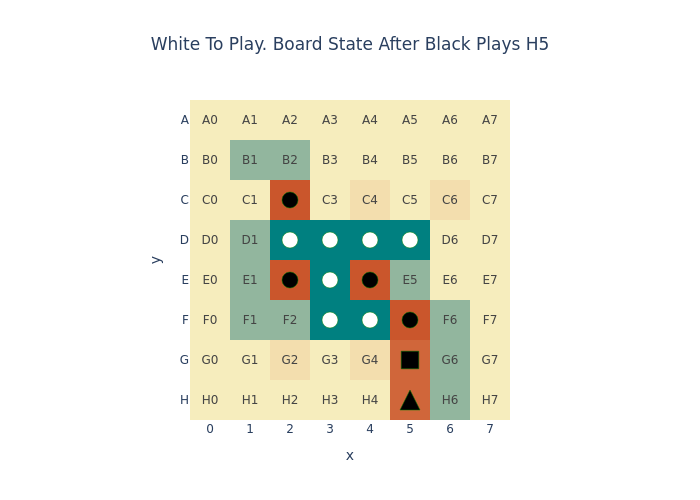 White To Play. Board State After Black Plays H5
A A0 A1 A2 A3 A4 A5 A6 A7
B B0 B1 B2 B3 B4 B5 B6 B7
C C0 C1 C3 C4 C5 C6 C7
D D0 D1 D6 D7
y
E E0 E1 E5 E6 E7
F F0 F1 F2 F6 F7
G G0 G1 G2 G3 G4 G6 G7
H H0 H1 H2 H3 H4 H6 H7
0 1 2 3 4 5 6 7
x